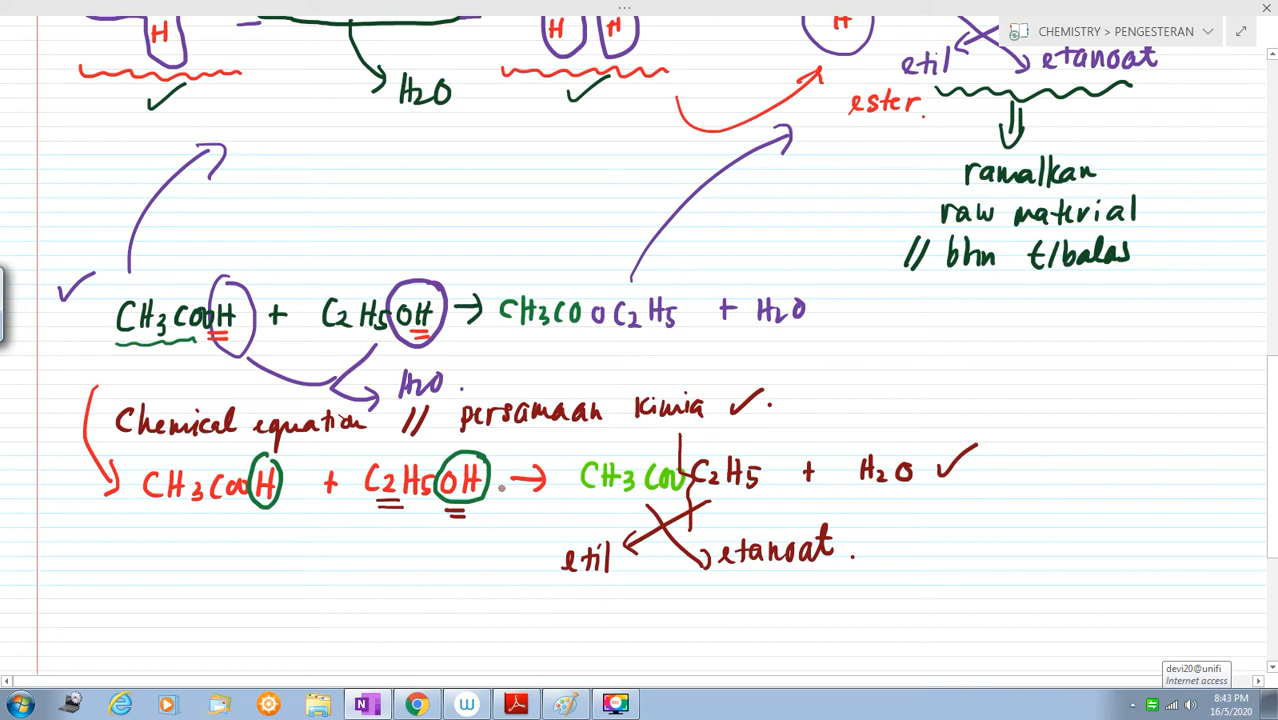 CHEMISTRY > PENGESTERAN
H
H H
H
etil etanoat
H2O
ester.
ramalkan
raw material
// bhn t/balas
CH3COOH + C2H5OH → CH3COOC2H5 + H2O
H2O.
Chemical equation // persamaan kimia ✓.
CH3COOH + C2H5OH → CH3COOC2H5 + H2O ✓
etil etanoat.
devi20@unifi
Internet access
8:43 PM
16/5/2020